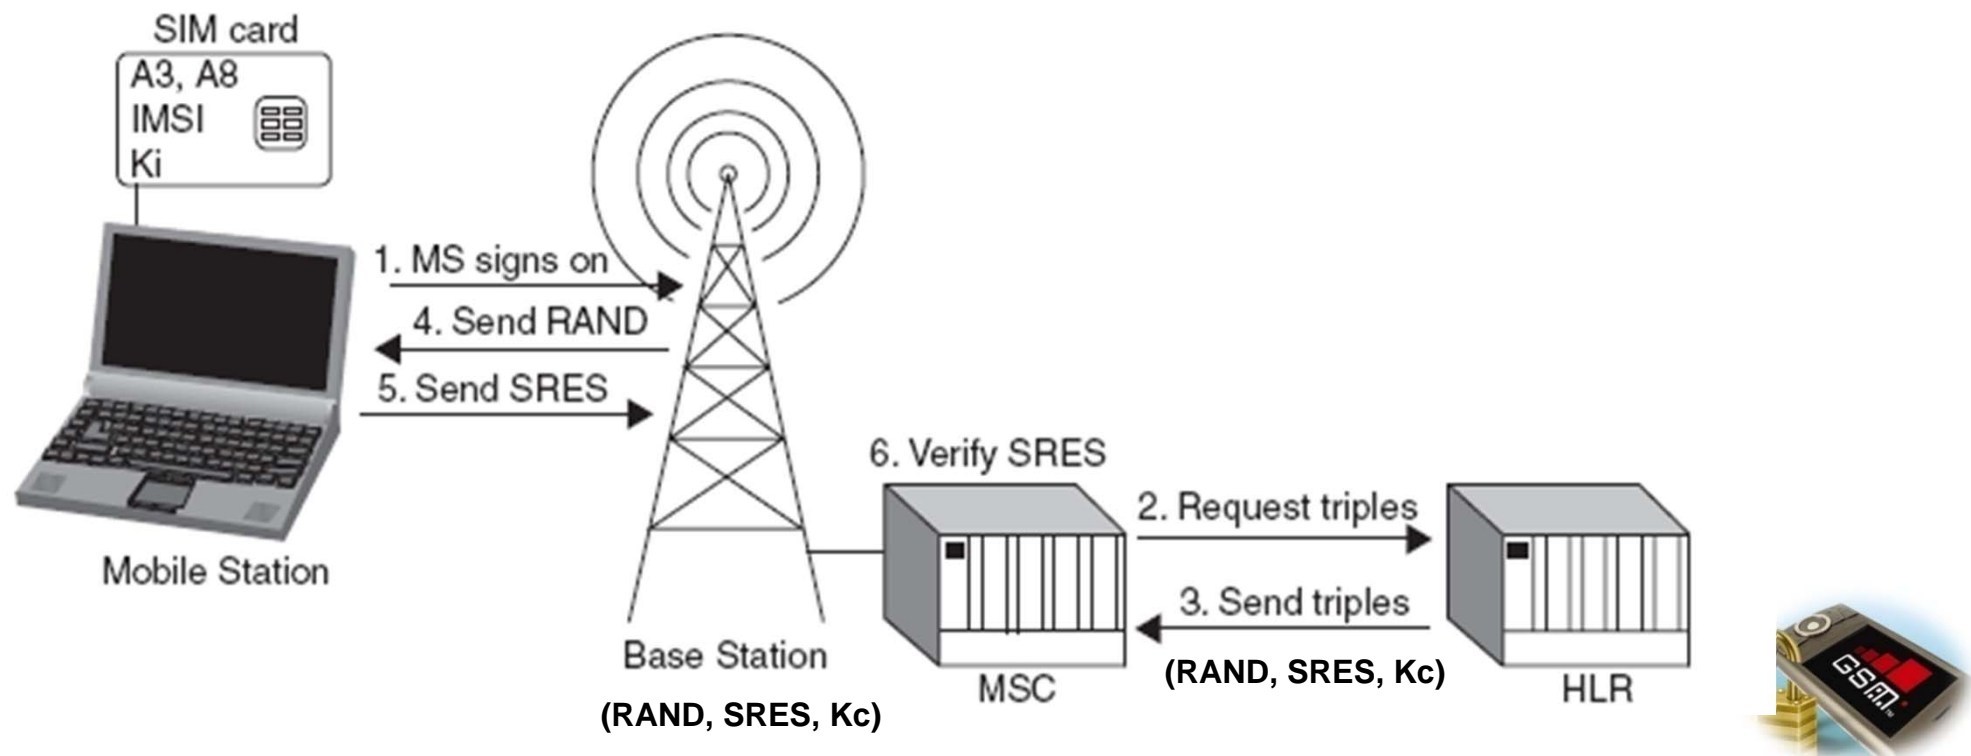 SIM card
A3, A8
IMSI
Ki
1. MS signs on
4. Send RAND
5. Send SRES
6. Verify SRES
2. Request triples
3. Send triples
Mobile Station
Base Station
(RAND, SRES, Kc)
MSC
(RAND, SRES, Kc)
HLR
GSM